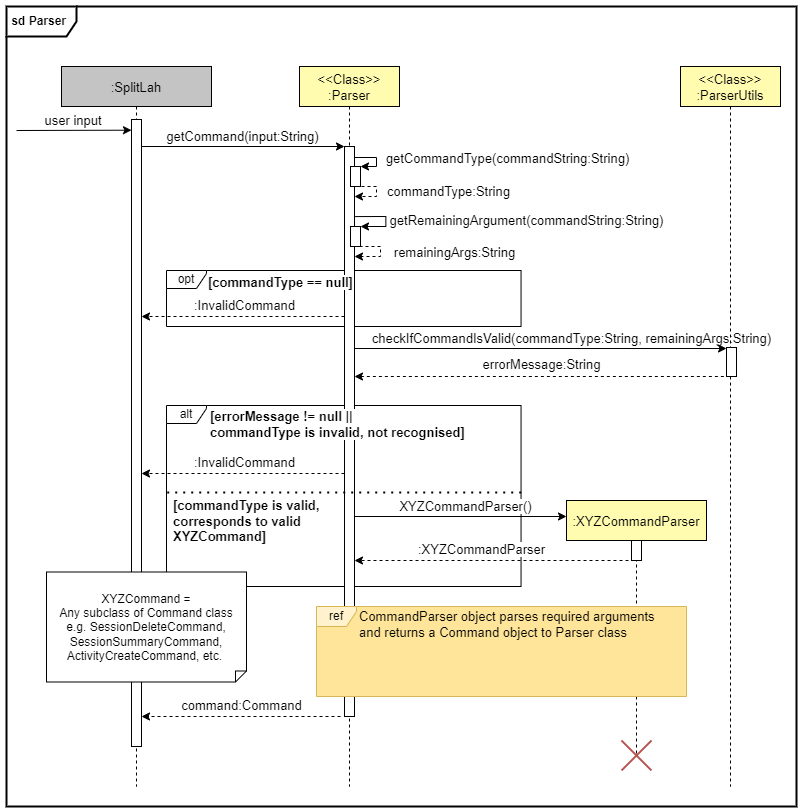 sd Parser
:SplitLah
<<Class>>
:Parser
<<Class>>
:ParserUtils
user input
getCommand(input:String)
getCommandType(commandString:String)
commandType:String
getRemainingArgument(commandString:String)
remainingArgs:String
opt
[commandType == null]
:InvalidCommand
checkIfCommandIsValid(commandType:String, remainingArgs:String)
errorMessage:String
alt
[errorMessage != null ||
commandType is invalid, not recognised]
:InvalidCommand
[commandType is valid,
corresponds to valid
XYZCommand]
XYZCommandParser()
:XYZCommandParser
:XYZCommandParser
XYZCommand =
Any subclass of Command class
e.g. SessionDeleteCommand,
SessionSummaryCommand,
ActivityCreateCommand, etc.
ref
CommandParser object parses required arguments
and returns a Command object to Parser class
command:Command